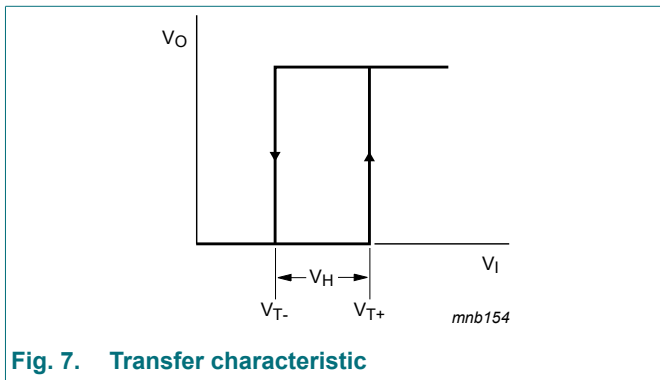 VO
VI
VH
VT-
VT+
mnb154
Fig. 7. Transfer characteristic